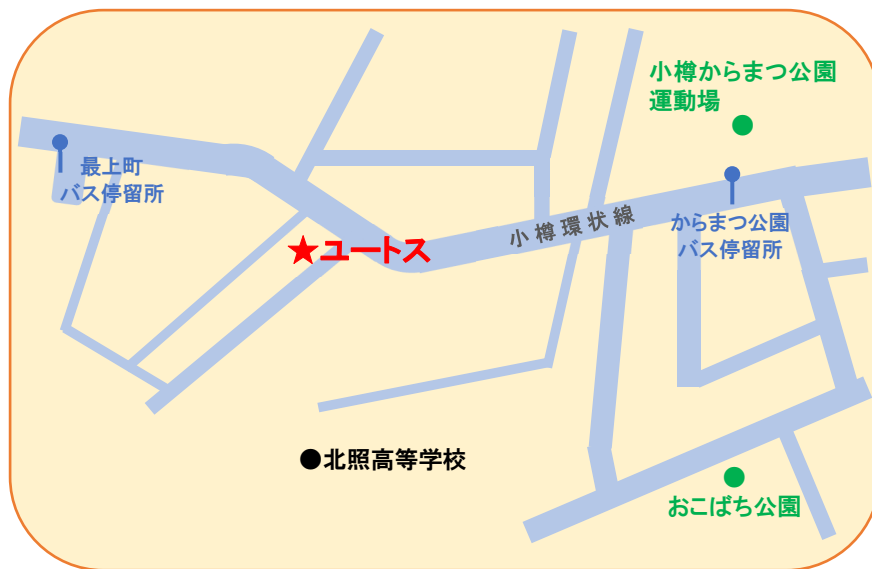 小樽からまつ公園
運動場
最上町
バス停留所
からまつ公園
バス停留所
小樽環状線
★ユートス
●北照高等学校
おこばち公園